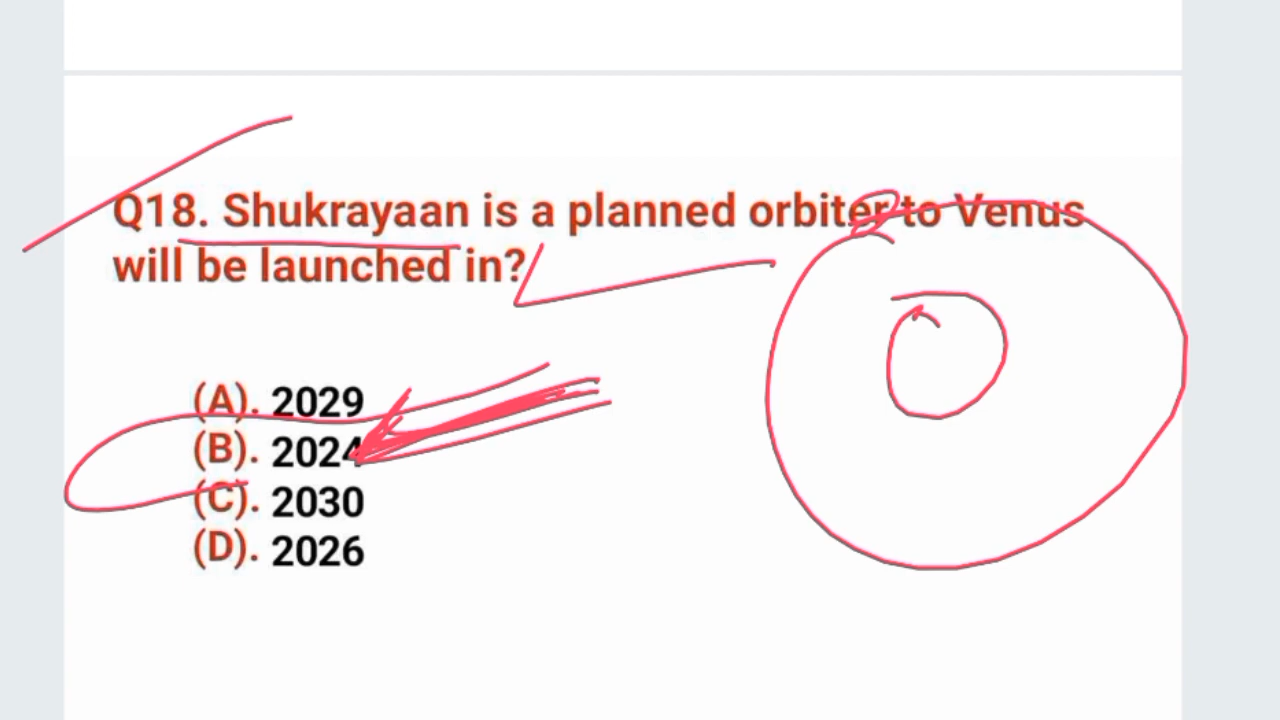 Q18. Shukrayaan is a planned orbiter to Venus
will be launched in?
(A). 2029
(B). 2024
(C). 2030
(D). 2026